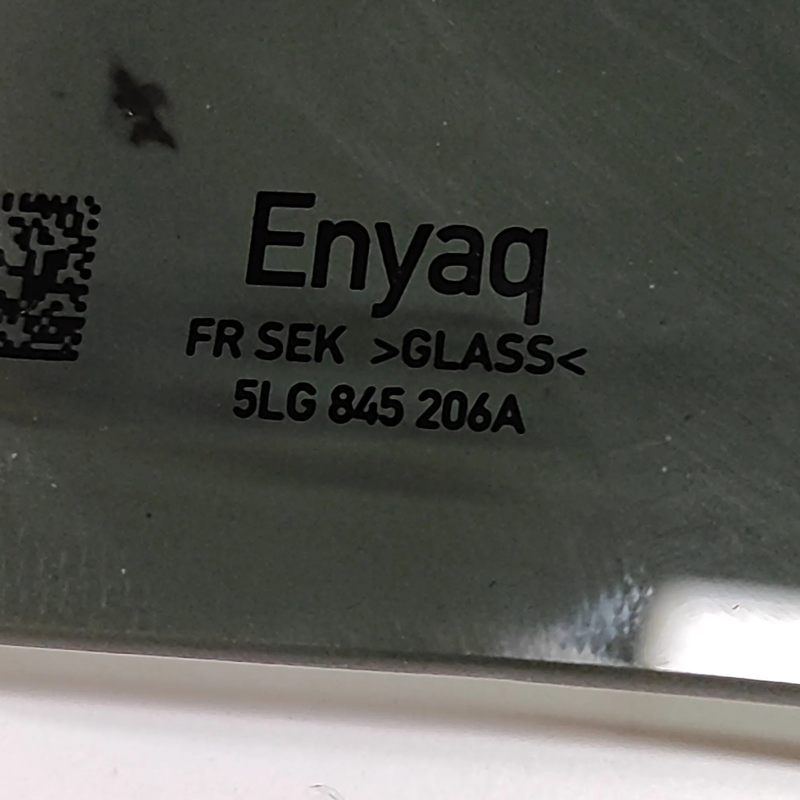 Enyaq
FR SEK >GLASS<
5LG 845 206A